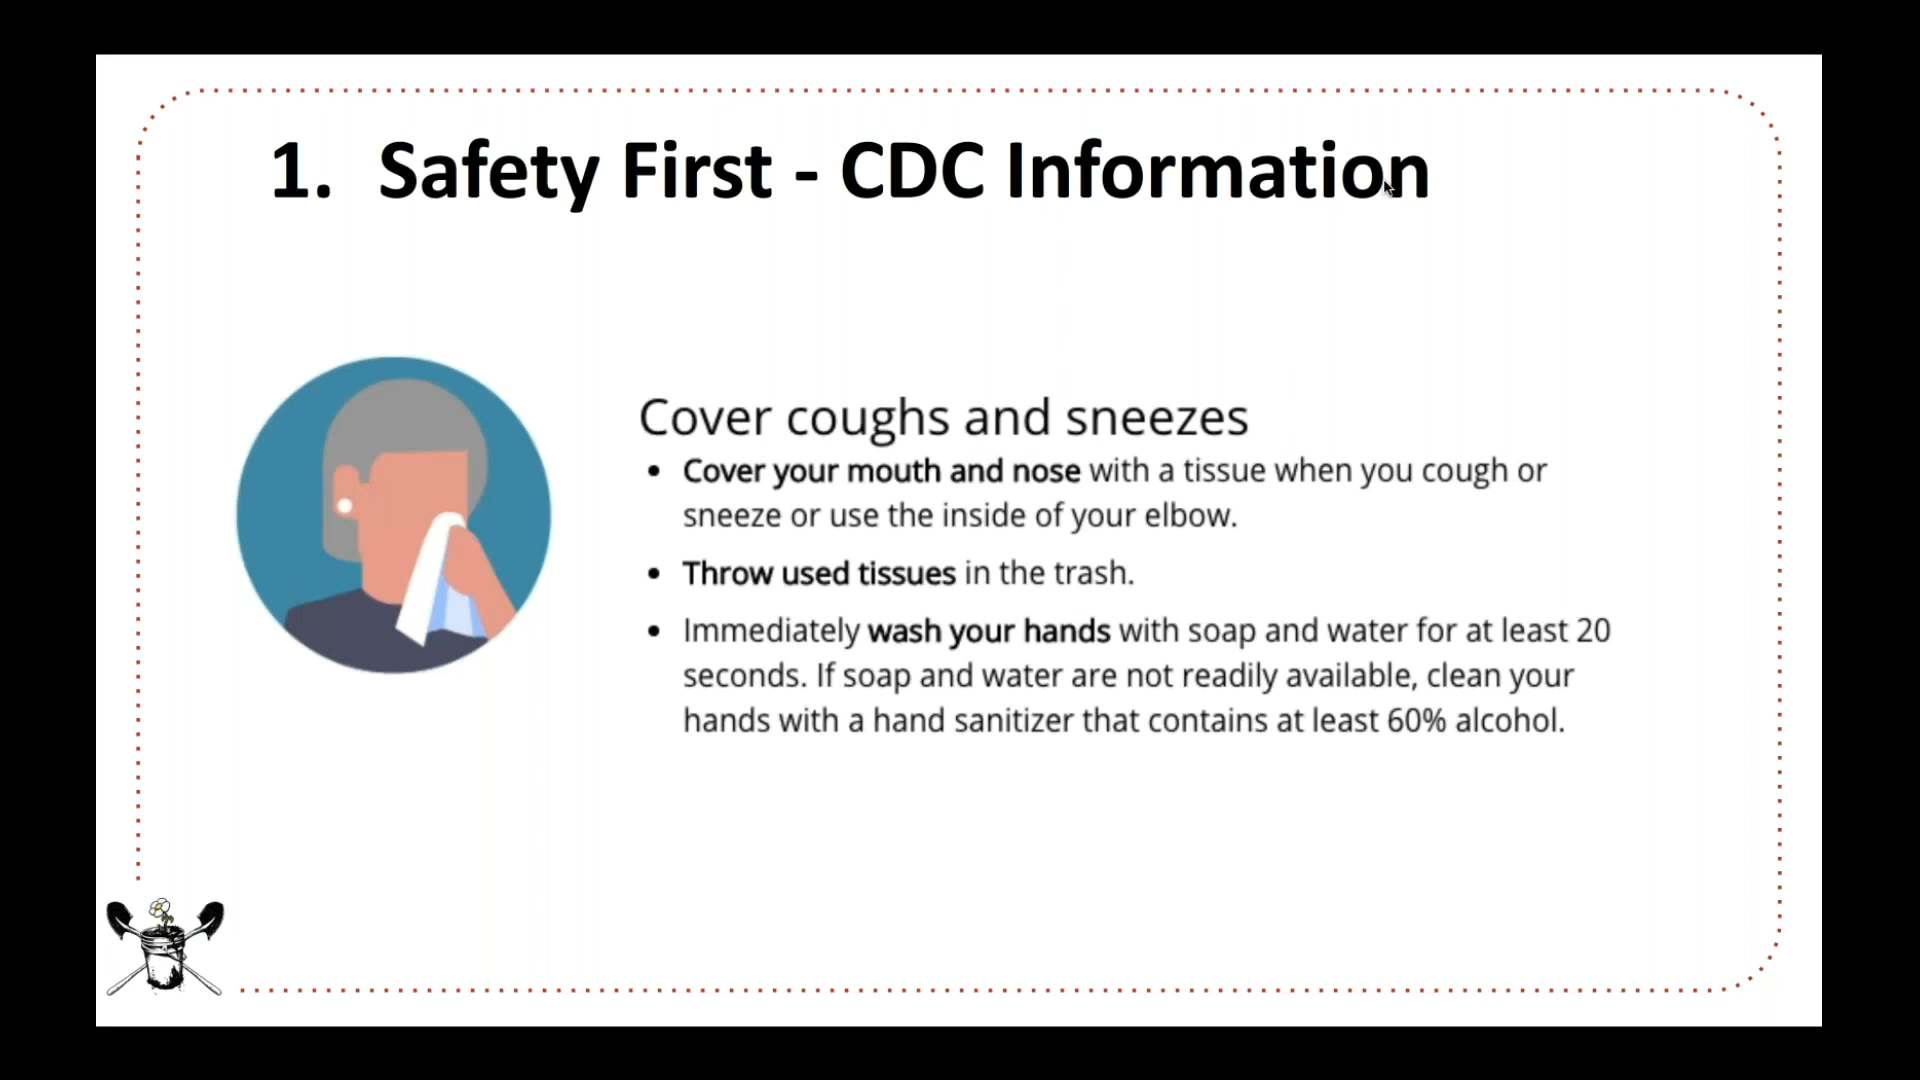 1. Safety First - CDC Information
Cover coughs and sneezes
• Cover your mouth and nose with a tissue when you cough or
sneeze or use the inside of your elbow.
• Throw used tissues in the trash.
• Immediately wash your hands with soap and water for at least 20
seconds. If soap and water are not readily available, clean your
hands with a hand sanitizer that contains at least 60% alcohol.